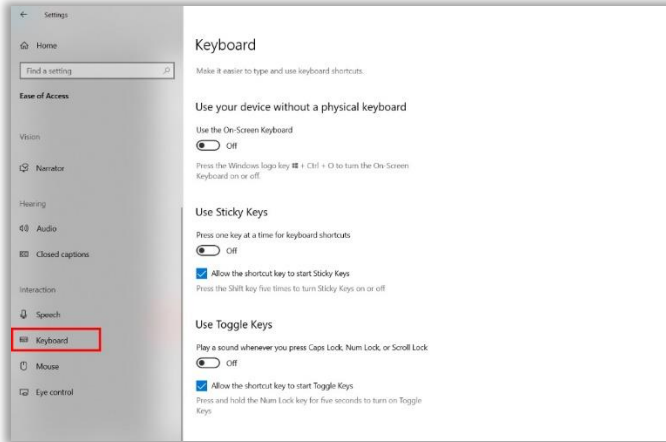 Settings
Home
Find a setting
Ease of Access
Vision
Narrator
Hearing
Audio
Closed captions
Interaction
Speech
Keyboard
Mouse
Eye control
Keyboard
Make it easier to type and use keyboard shortcuts.
Use your device without a physical keyboard
Use the On-Screen Keyboard
Off
Press the Windows logo key + Ctrl + O to turn the On-Screen
Keyboard on or off.
Use Sticky Keys
Press one key at a time for keyboard shortcuts
Off
Allow the shortcut key to start Sticky Keys
Press the Shift key five times to turn Sticky Keys on or off
Use Toggle Keys
Play a sound whenever you press Caps Lock, Num Lock, or Scroll Lock
Off
Allow the shortcut key to start Toggle Keys
Press and hold the Num Lock key for five seconds to turn on Toggle
Keys